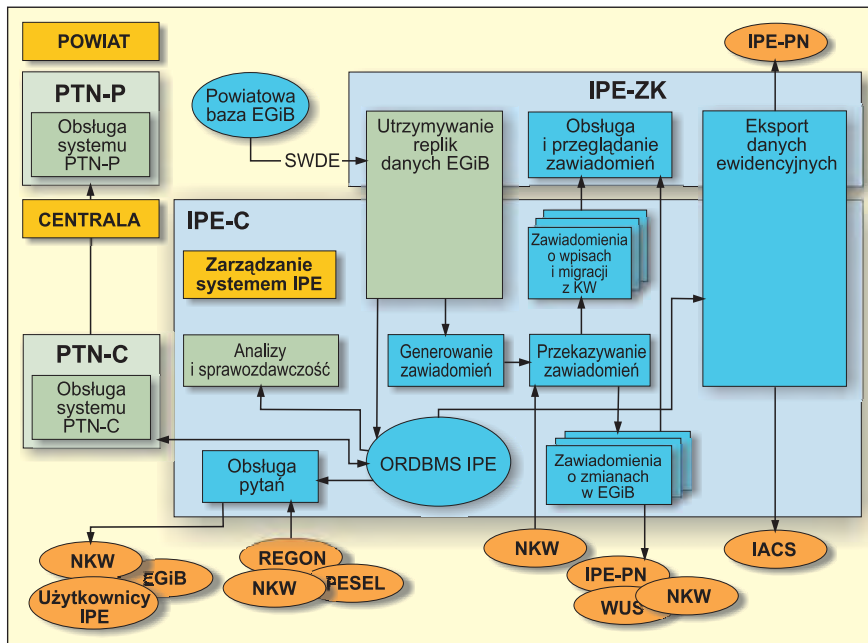 POWIAT
PTN-P
Obsługa
systemu
PTN-P
CENTRALA
PTN-C
Obsługa
systemu
PTN-C
Powiatowa
baza EGiB
SWDE
IPE-ZK
IPE-PN
Utrzymywanie
replik
danych EGiB
Obsługa
i przeglądanie
zawiadomień
Eksport
danych
ewidencyjnych
IPE-C
Zarządzanie
systemem IPE
Zawiadomienia
o wpisach
i migracji
z KW
Analizy
i sprawozdawczość
Generowanie
zawiadomień
Przekazywanie
zawiadomień
ORDBMS IPE
Obsługa
pytań
Zawiadomienia
o zmianach
w EGiB
NKW
EGiB
Użytkownicy
IPE
REGON
NKW
PESEL
NKW
IPE-PN
WUS
NKW
IACS